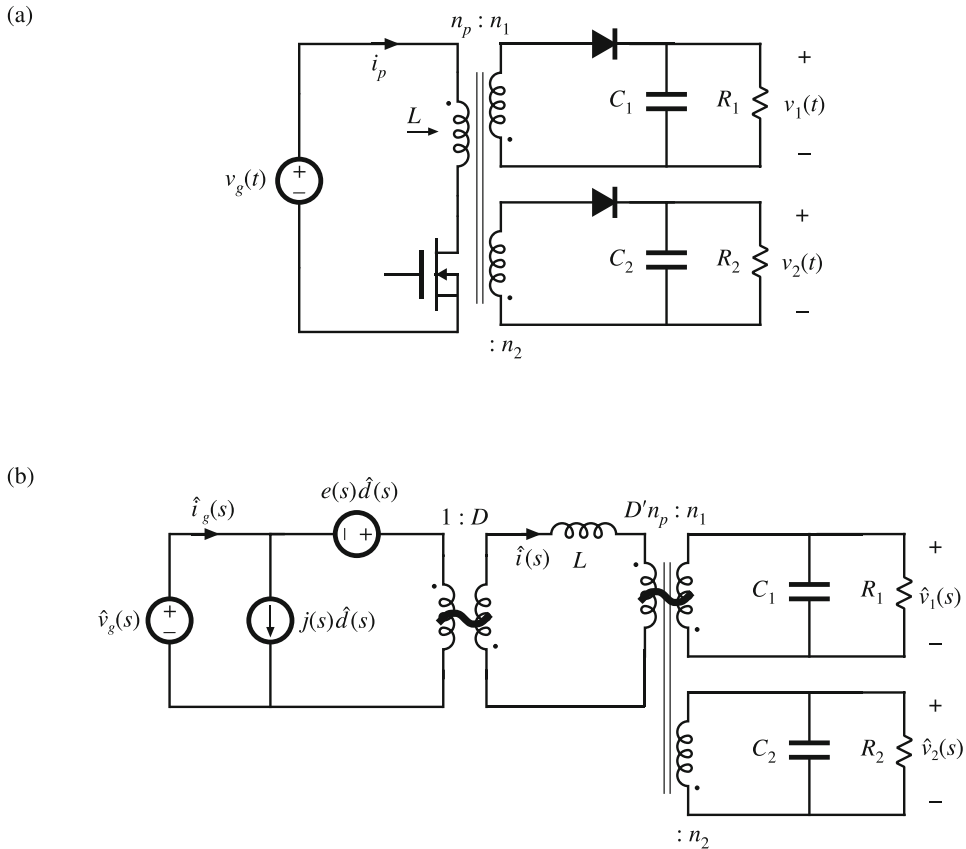 (a)
n_p : n_1
i_p
L
C_1
R_1
+
v_1(t)
−
v_g(t)
+
−
C_2
R_2
+
v_2(t)
−
: n_2
(b)
î_g(s)
e(s)d̂(s)
− +
1 : D
î(s)
L
D′n_p : n_1
v̂_g(s)
+
−
j(s)d̂(s)
C_1
R_1
+
v̂_1(s)
−
C_2
R_2
+
v̂_2(s)
−
: n_2